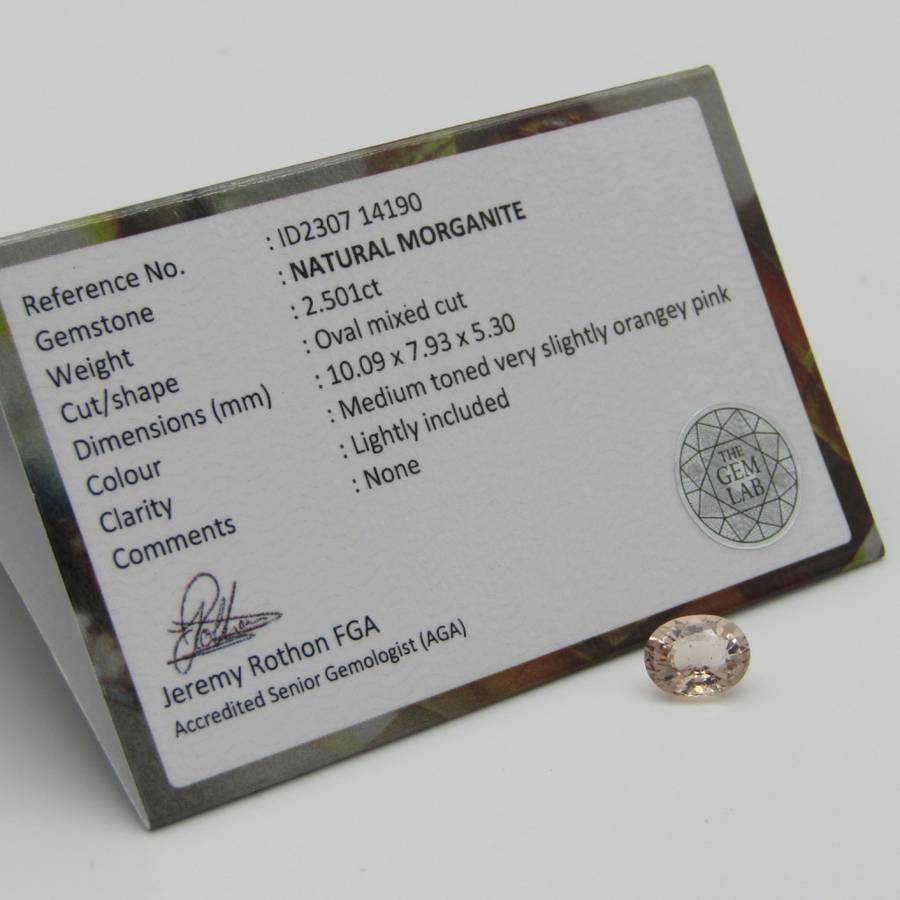 Reference No. : ID2307 14190
Gemstone : NATURAL MORGANITE
Weight : 2.501ct
Cut/shape : Oval mixed cut
Dimensions (mm) : 10.09 x 7.93 x 5.30
Colour : Medium toned very slightly orangey pink
Clarity : Lightly included
Comments : None
THE
GEM
LAB
Jeremy Rothon FGA
Accredited Senior Gemologist (AGA)